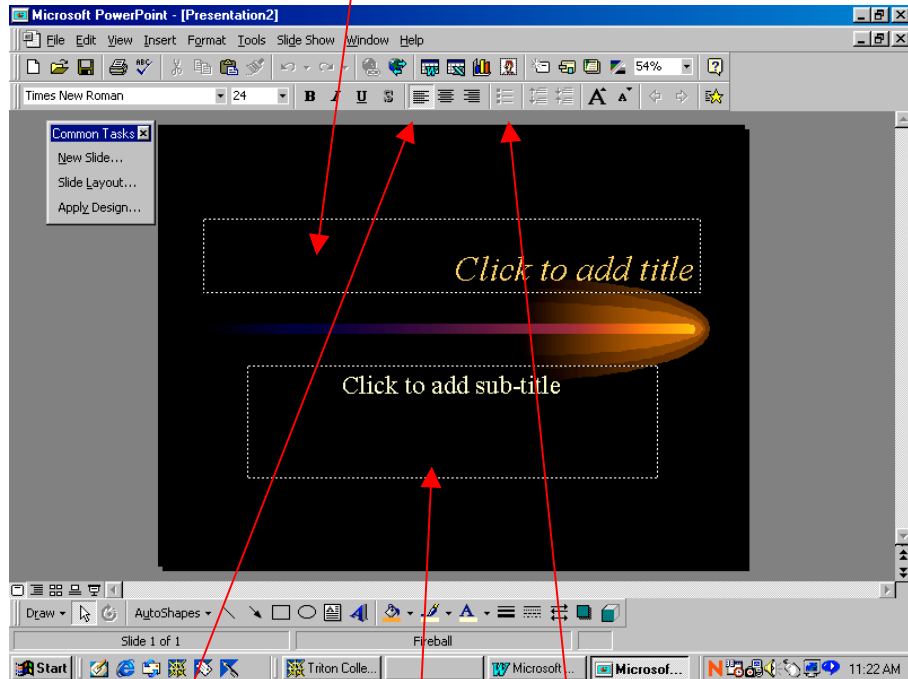 Microsoft PowerPoint - [Presentation2]
File Edit View Insert Format Tools Slide Show Window Help
54%
Times New Roman 24 B I U S A A
Common Tasks
New Slide...
Slide Layout...
Apply Design...
Click to add title
Click to add sub-title
Draw AutoShapes A
Slide 1 of 1 Fireball
Start Triton Colle... Microsoft ... Microsof... N 11:22 AM